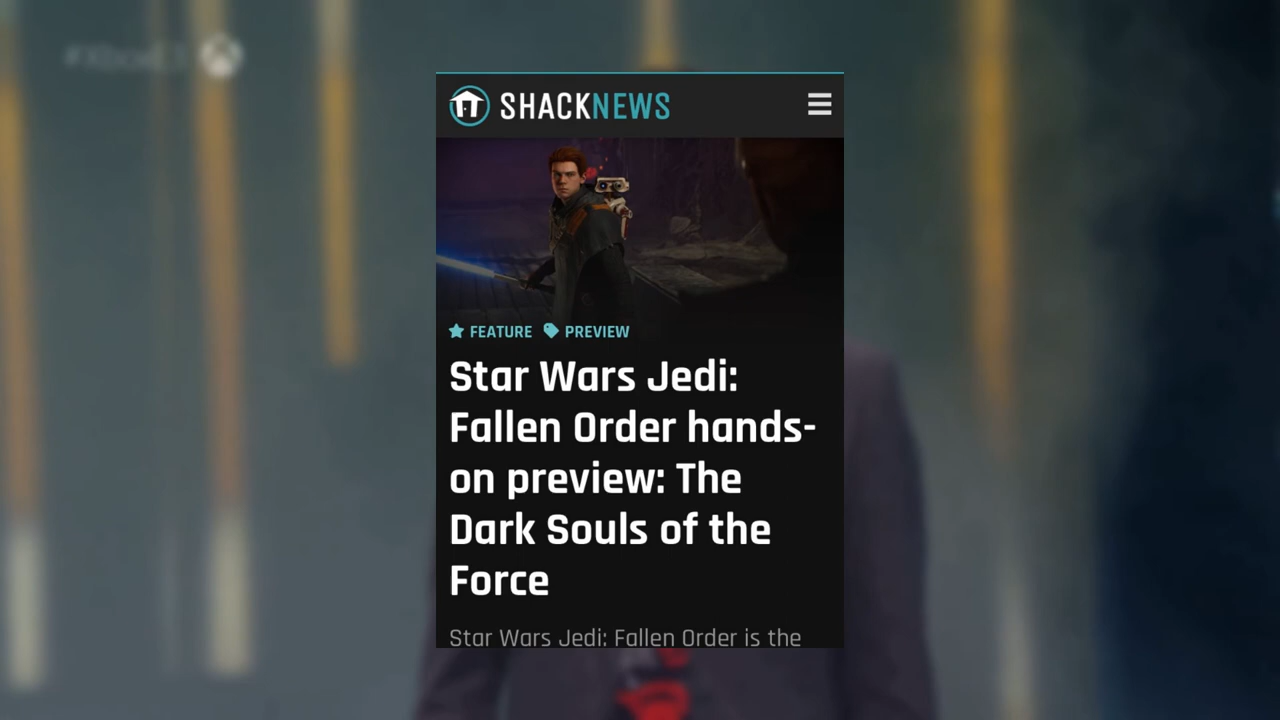 #XboxE3
SHACKNEWS
FEATURE PREVIEW
Star Wars Jedi:
Fallen Order hands-
on preview: The
Dark Souls of the
Force
Star Wars Jedi: Fallen Order is the